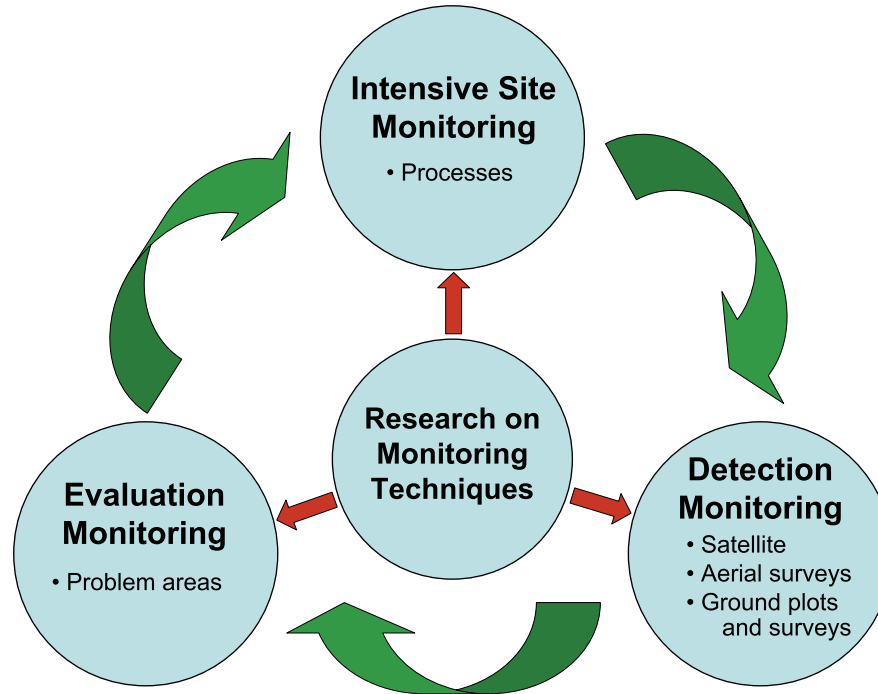 Intensive Site
Monitoring
• Processes
Research on
Monitoring
Techniques
Evaluation
Monitoring
• Problem areas
Detection
Monitoring
• Satellite
• Aerial surveys
• Ground plots
and surveys